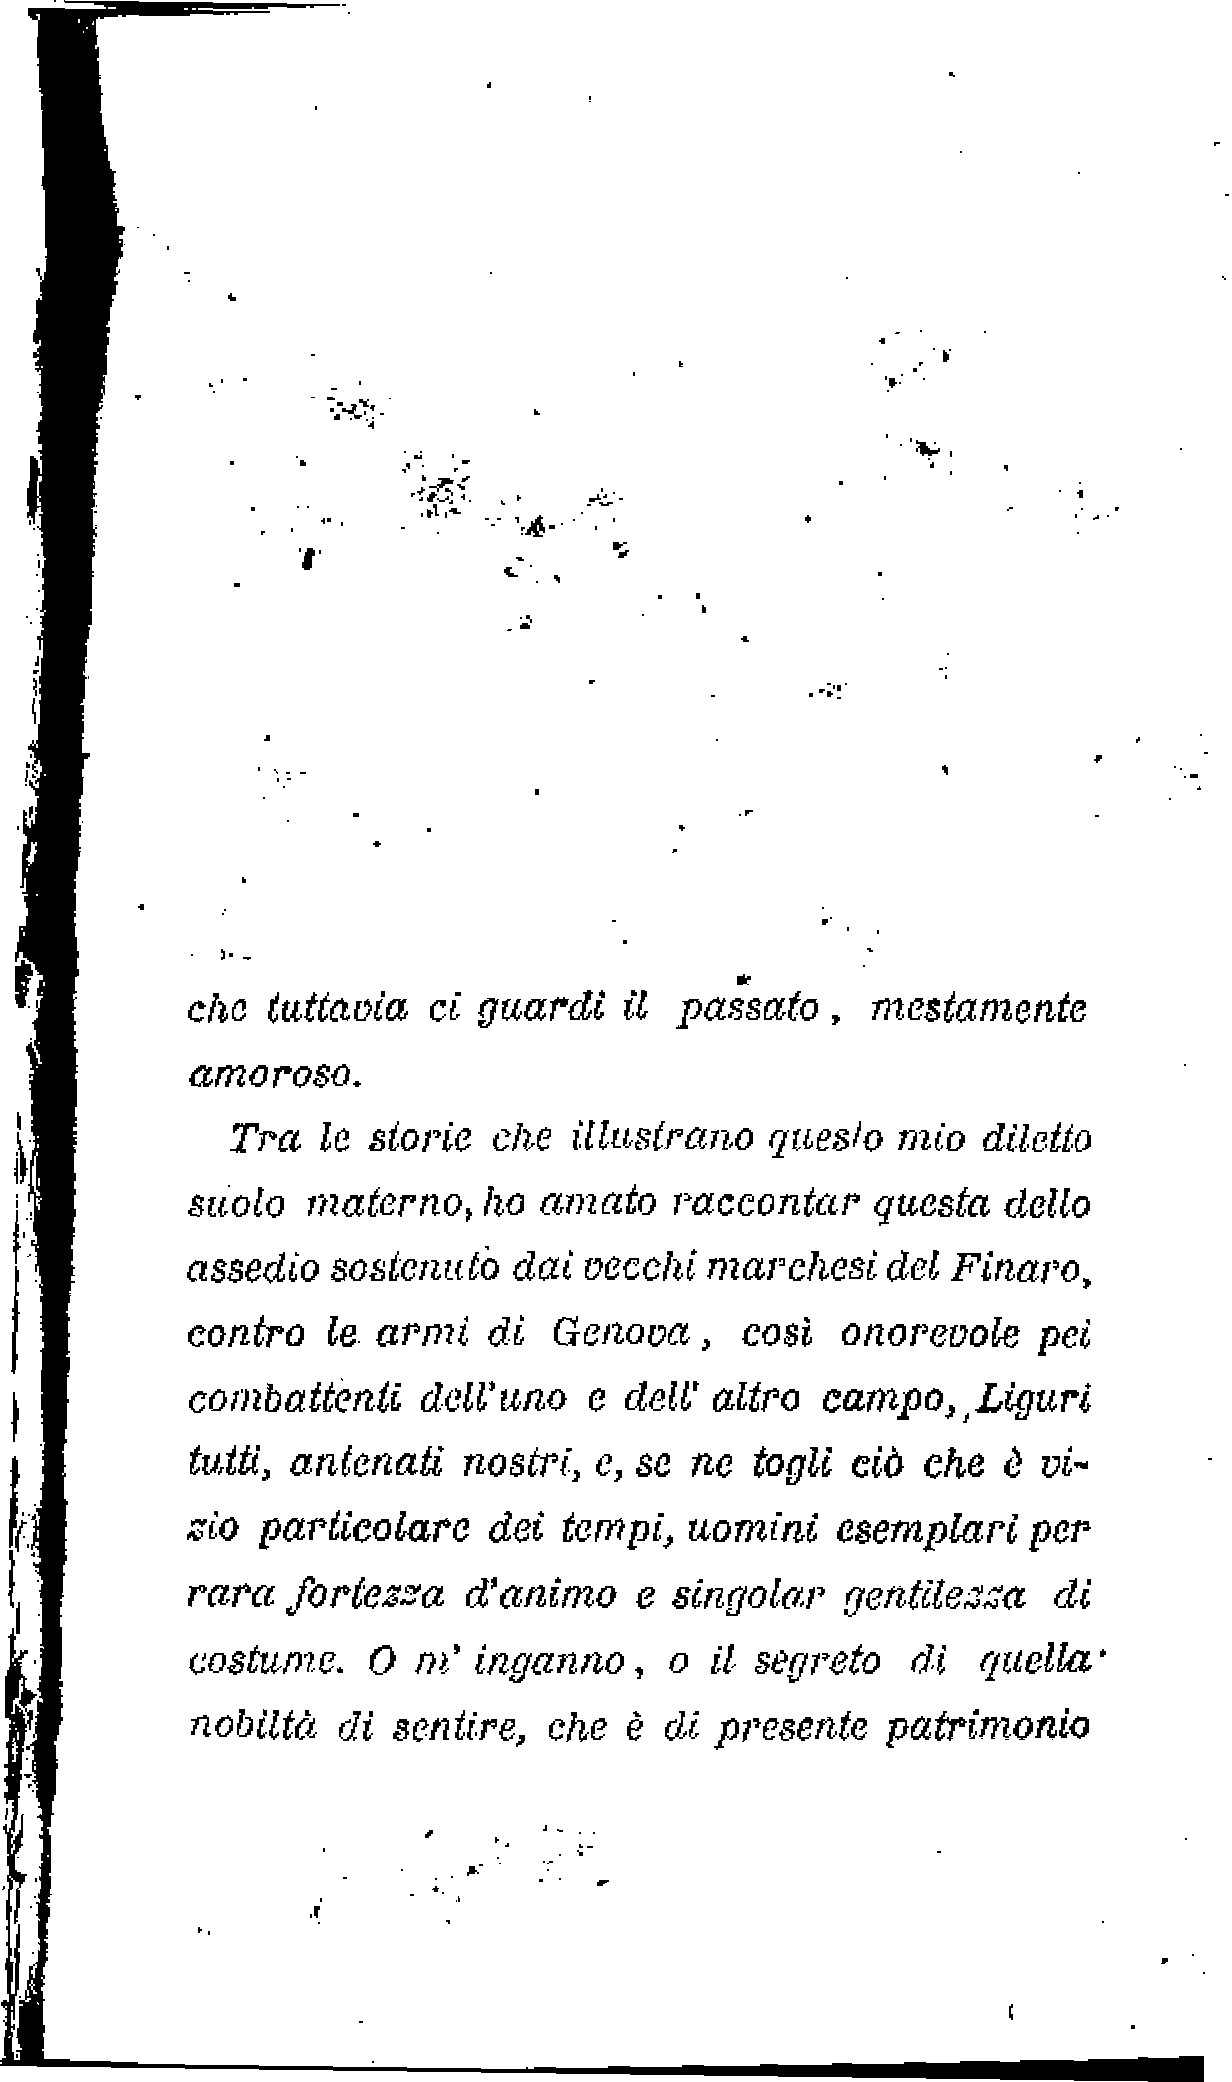 che tuttavia ci guardi il passato, mestamente
amoroso.
Tra le storie che illustrano questo mio diletto
suolo materno, ho amato raccontar questa dello
assedio sostenuto dai vecchi marchesi del Finaro,
contro le armi di Genova, così onorevole pei
combattenti dell'uno e dell'altro campo, Liguri
tutti, antenati nostri, e, se ne togli ciò che è vi-
zio particolare dei tempi, uomini esemplari per
rara fortezza d'animo e singolar gentilezza di
costume. O m'inganno, o il segreto di quella
nobiltà di sentire, che è di presente patrimonio